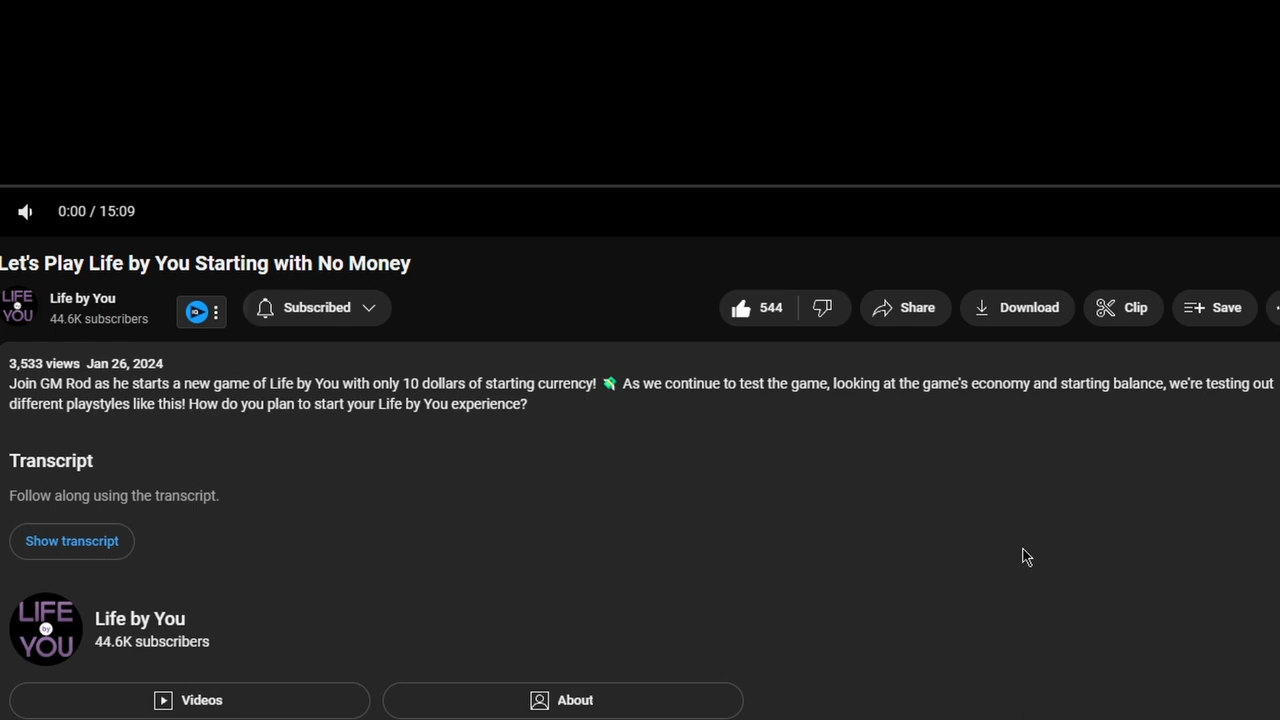 0:00 / 15:09
Let's Play Life by You Starting with No Money
LIFE by YOU
Life by You
44.6K subscribers
Subscribed
544
Share
Download
Clip
Save
3,533 views Jan 26, 2024
Join GM Rod as he starts a new game of Life by You with only 10 dollars of starting currency! 💸 As we continue to test the game, looking at the game's economy and starting balance, we're testing out
different playstyles like this! How do you plan to start your Life by You experience?
Transcript
Follow along using the transcript.
Show transcript
LIFE
by
YOU
Life by You
44.6K subscribers
Videos
About